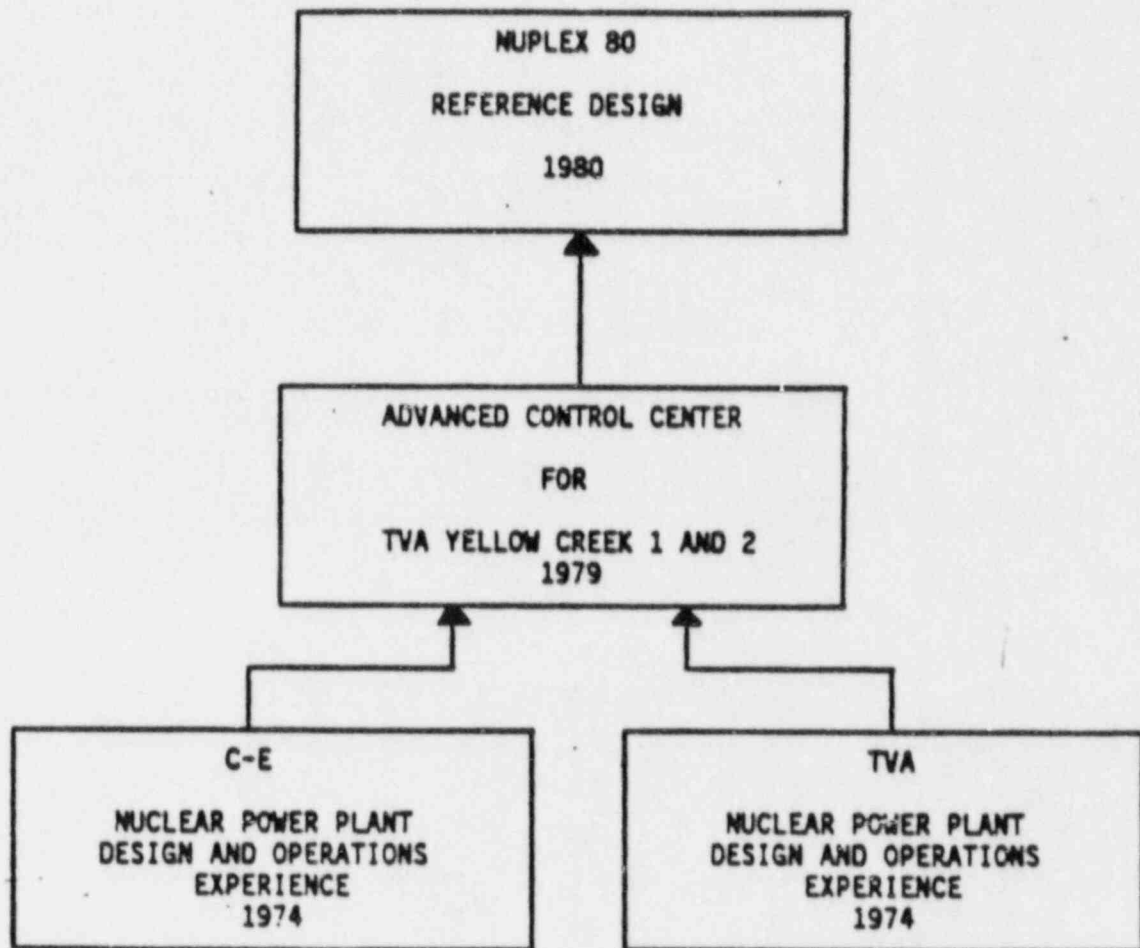 NUPLEX 80
REFERENCE DESIGN
1980
ADVANCED CONTROL CENTER
FOR
TVA YELLOW CREEK 1 AND 2
1979
C-E
NUCLEAR POWER PLANT
DESIGN AND OPERATIONS
EXPERIENCE
1974
TVA
NUCLEAR POWER PLANT
DESIGN AND OPERATIONS
EXPERIENCE
1974